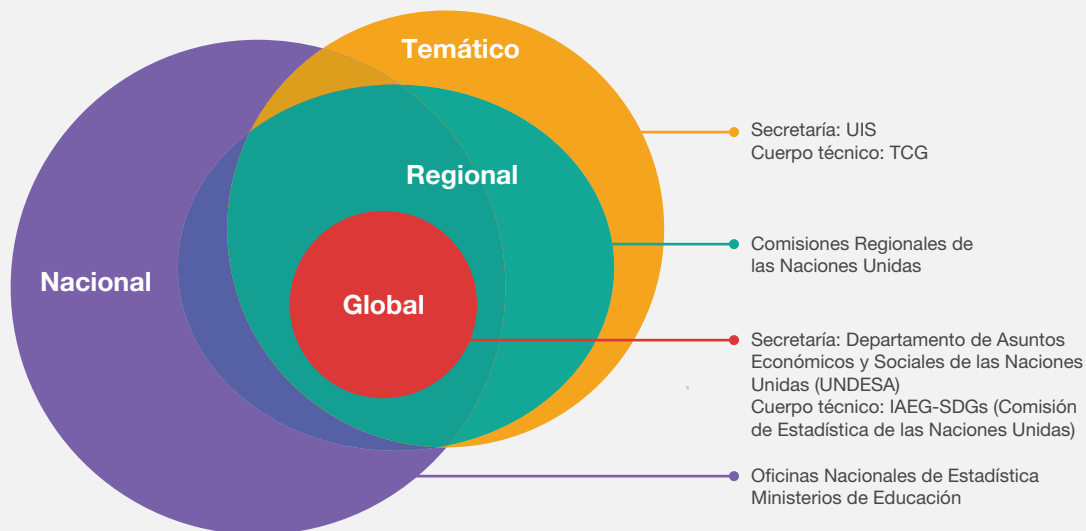 Temático
Regional
Nacional
Global
Secretaría: UIS
Cuerpo técnico: TCG
Comisiones Regionales de
las Naciones Unidas
Secretaría: Departamento de Asuntos
Económicos y Sociales de las Naciones
Unidas (UNDESA)
Cuerpo técnico: IAEG-SDGs (Comisión
de Estadística de las Naciones Unidas)
Oficinas Nacionales de Estadística
Ministerios de Educación